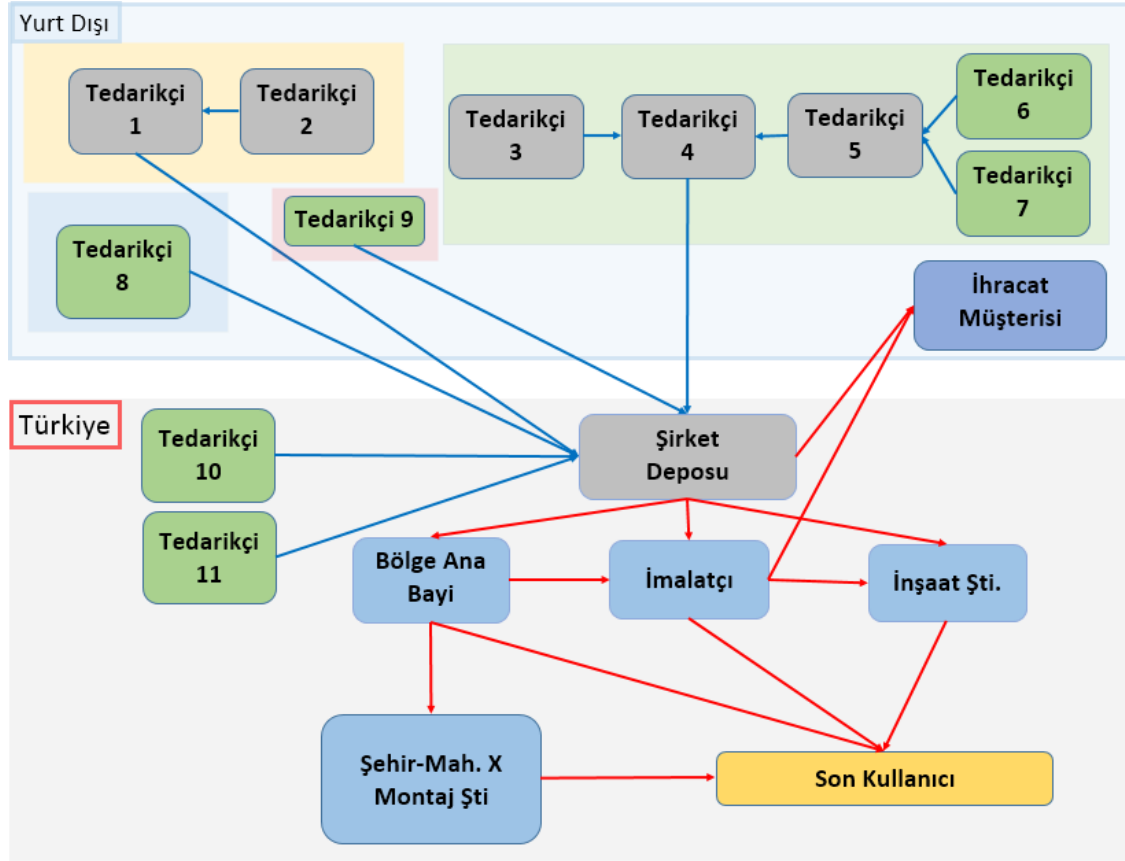 Yurt Dışı
Tedarikçi
1
Tedarikçi
2
Tedarikçi
3
Tedarikçi
4
Tedarikçi
5
Tedarikçi
6
Tedarikçi
7
Tedarikçi
8
Tedarikçi 9
İhracat
Müşterisi
Türkiye
Tedarikçi
10
Tedarikçi
11
Şirket
Deposu
Bölge Ana
Bayi
İmalatçı
İnşaat Şti.
Şehir-Mah. X
Montaj Şti
Son Kullanıcı